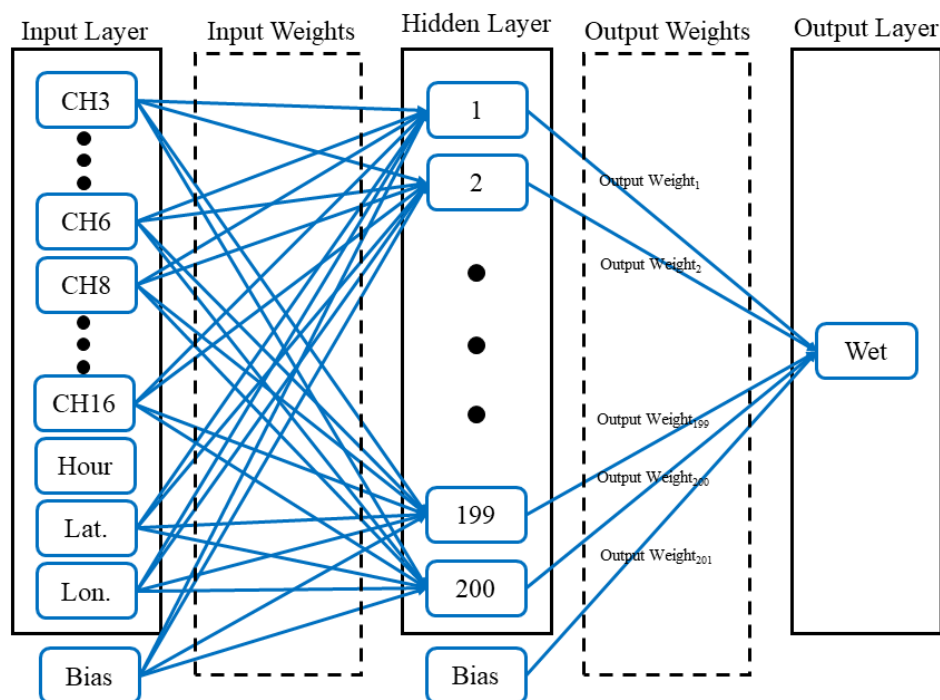 Input Layer
Input Weights
Hidden Layer
Output Weights
Output Layer
CH3
CH6
CH8
CH16
Hour
Lat.
Lon.
Bias
1
2
199
200
Bias
Output Weight₁
Output Weight₂
Output Weight₁₉₉
Output Weight₂₀₀
Output Weight₂₀₁
Wet